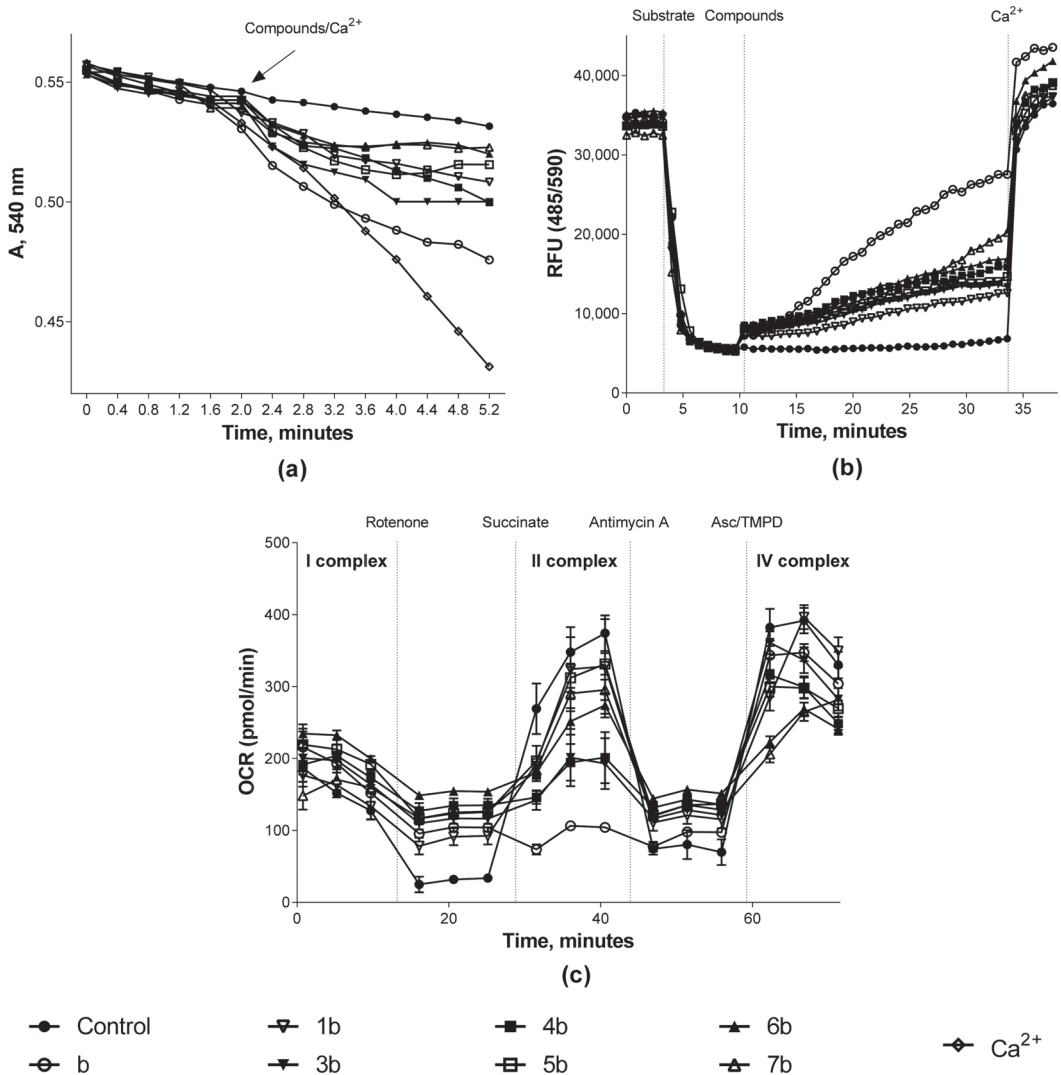 Compounds/Ca²⁺
A, 540 nm
0.55
0.50
0.45
0 0.4 0.8 1.2 1.6 2.0 2.4 2.8 3.2 3.6 4.0 4.4 4.8 5.2
Time, minutes
(a)
Substrate Compounds Ca²⁺
RFU (485/590)
40,000
30,000
20,000
10,000
0
0 5 10 15 20 25 30 35
Time, minutes
(b)
Rotenone Succinate Antimycin A Asc/TMPD
I complex II complex IV complex
OCR (pmol/min)
500
400
300
200
100
0
0 20 40 60
Time, minutes
(c)
Control 1b 4b 6b Ca²⁺
b 3b 5b 7b